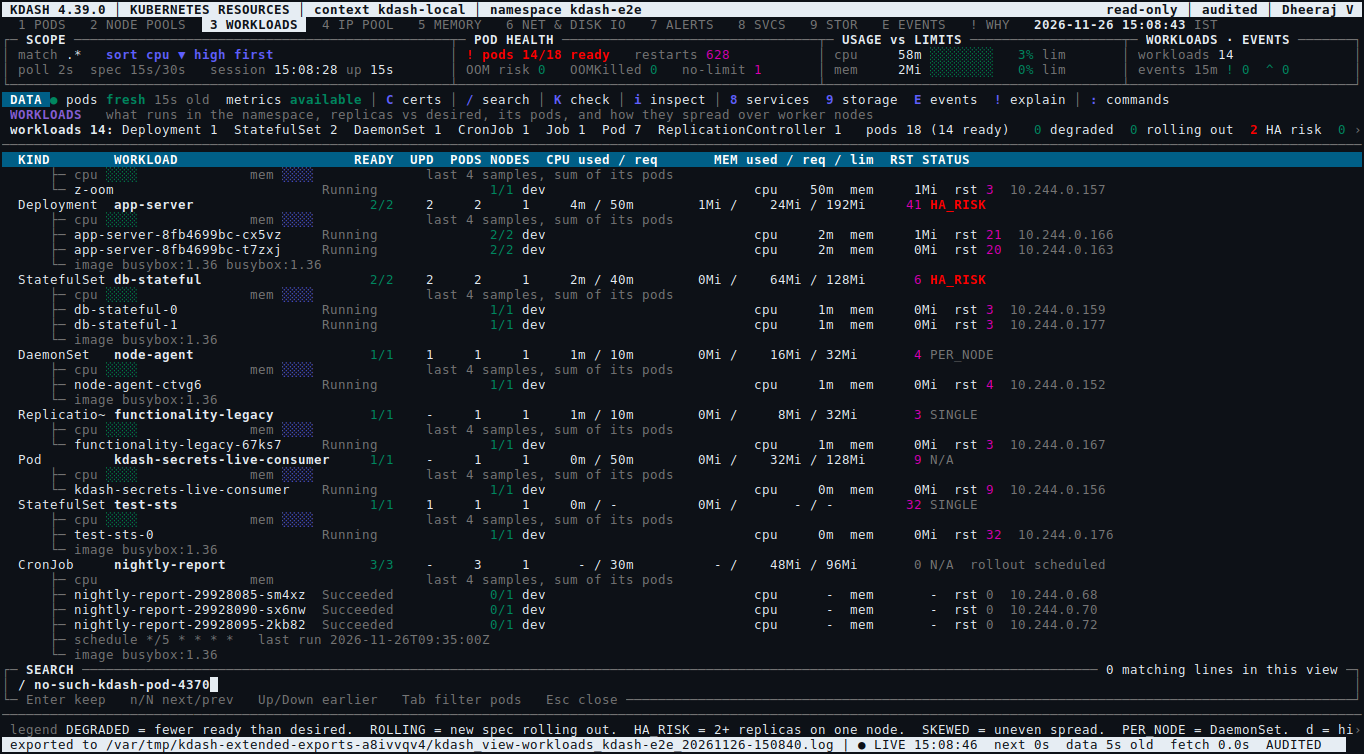 KDASH 4.39.0 │ KUBERNETES RESOURCES │ context kdash-local │ namespace kdash-e2e read-only │ audited │ Dheeraj V
1 PODS 2 NODE POOLS 3 WORKLOADS 4 IP POOL 5 MEMORY 6 NET & DISK IO 7 ALERTS 8 SVCS 9 STOR E EVENTS ! WHY 2026-11-26 15:08:43 IST
SCOPE POD HEALTH USAGE vs LIMITS WORKLOADS · EVENTS
match .* sort cpu ▼ high first ! pods 14/18 ready restarts 628 cpu 58m 3% lim workloads 14
poll 2s spec 15s/30s session 15:08:28 up 15s OOM risk 0 OOMKilled 0 no-limit 1 mem 2Mi 0% lim events 15m ! 0 ^ 0
DATA ● pods fresh 15s old metrics available │ C certs │ / search │ K check │ i inspect │ 8 services 9 storage E events ! explain │ : commands
WORKLOADS what runs in the namespace, replicas vs desired, its pods, and how they spread over worker nodes
workloads 14: Deployment 1 StatefulSet 2 DaemonSet 1 CronJob 1 Job 1 Pod 7 ReplicationController 1 pods 18 (14 ready) 0 degraded 0 rolling out 2 HA risk 0 ›
KIND WORKLOAD READY UPD PODS NODES CPU used / req MEM used / req / lim RST STATUS
├─ cpu mem last 4 samples, sum of its pods
└─ z-oom Running 1/1 dev cpu 50m mem 1Mi rst 3 10.244.0.157
Deployment app-server 2/2 2 2 1 4m / 50m 1Mi / 24Mi / 192Mi 41 HA_RISK
├─ cpu mem last 4 samples, sum of its pods
├─ app-server-8fb4699bc-cx5vz Running 2/2 dev cpu 2m mem 1Mi rst 21 10.244.0.166
├─ app-server-8fb4699bc-t7zxj Running 2/2 dev cpu 2m mem 0Mi rst 20 10.244.0.163
└─ image busybox:1.36 busybox:1.36
StatefulSet db-stateful 2/2 2 2 1 2m / 40m 0Mi / 64Mi / 128Mi 6 HA_RISK
├─ cpu mem last 4 samples, sum of its pods
├─ db-stateful-0 Running 1/1 dev cpu 1m mem 0Mi rst 3 10.244.0.159
├─ db-stateful-1 Running 1/1 dev cpu 1m mem 0Mi rst 3 10.244.0.177
└─ image busybox:1.36
DaemonSet node-agent 1/1 1 1 1 1m / 10m 0Mi / 16Mi / 32Mi 4 PER_NODE
├─ cpu mem last 4 samples, sum of its pods
├─ node-agent-ctvg6 Running 1/1 dev cpu 1m mem 0Mi rst 4 10.244.0.152
└─ image busybox:1.36
Replicatio~ functionality-legacy 1/1 - 1 1 1m / 10m 0Mi / 8Mi / 32Mi 3 SINGLE
├─ cpu mem last 4 samples, sum of its pods
└─ functionality-legacy-67ks7 Running 1/1 dev cpu 1m mem 0Mi rst 3 10.244.0.167
Pod kdash-secrets-live-consumer 1/1 - 1 1 0m / 50m 0Mi / 32Mi / 128Mi 9 N/A
├─ cpu mem last 4 samples, sum of its pods
└─ kdash-secrets-live-consumer Running 1/1 dev cpu 0m mem 0Mi rst 9 10.244.0.156
StatefulSet test-sts 1/1 1 1 1 0m / - 0Mi / - / - 32 SINGLE
├─ cpu mem last 4 samples, sum of its pods
├─ test-sts-0 Running 1/1 dev cpu 0m mem 0Mi rst 32 10.244.0.176
└─ image busybox:1.36
CronJob nightly-report 3/3 - 3 1 - / 30m - / 48Mi / 96Mi 0 N/A rollout scheduled
├─ cpu mem last 4 samples, sum of its pods
├─ nightly-report-29928085-sm4xz Succeeded 0/1 dev cpu - mem - rst 0 10.244.0.68
├─ nightly-report-29928090-sx6nw Succeeded 0/1 dev cpu - mem - rst 0 10.244.0.70
├─ nightly-report-29928095-2kb82 Succeeded 0/1 dev cpu - mem - rst 0 10.244.0.72
├─ schedule */5 * * * * last run 2026-11-26T09:35:00Z
└─ image busybox:1.36
SEARCH 0 matching lines in this view
/ no-such-kdash-pod-4370
Enter keep n/N next/prev Up/Down earlier Tab filter pods Esc close
legend DEGRADED = fewer ready than desired. ROLLING = new spec rolling out. HA_RISK = 2+ replicas on one node. SKEWED = uneven spread. PER_NODE = DaemonSet. d = hi›
exported to /var/tmp/kdash-extended-exports-a8ivvqv4/kdash_view-workloads_kdash-e2e_20261126-150840.log │ ● LIVE 15:08:46 next 0s data 5s old fetch 0.0s AUDITED